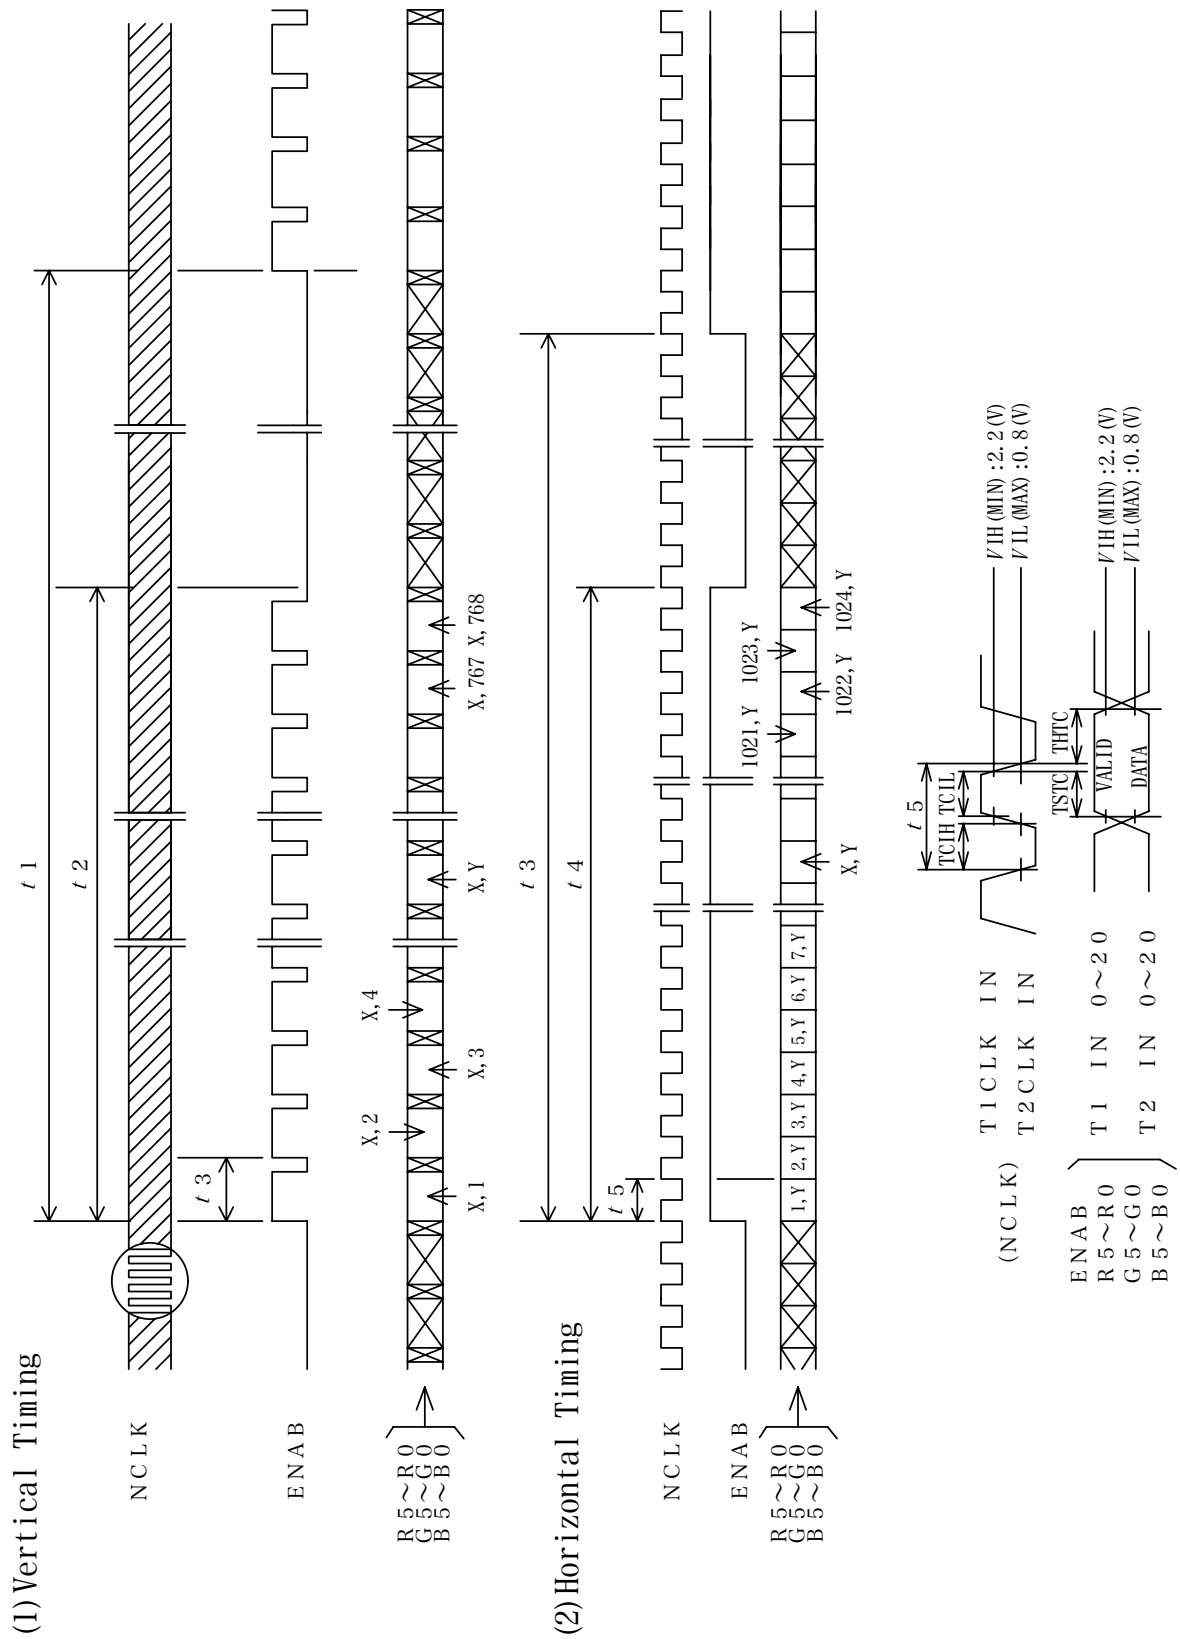 (1)Vertical Timing
t1
t2
NCLK
t3
ENAB
X,2
X,4
R5~R0
G5~G0
B5~B0
X,1
X,3
X,Y
X,767 X,768
(2)Horizontal Timing
t3
t4
t5
NCLK
ENAB
1021,Y 1023,Y
R5~R0
G5~G0
B5~B0
1,Y 2,Y 3,Y 4,Y 5,Y 6,Y 7,Y
X,Y
1022,Y 1024,Y
t5
TCIH TCIL
(NCLK)
T1CLK IN
T2CLK IN
VIH(MIN):2.2(V)
VIL(MAX):0.8(V)
TSTC THTC
ENAB
R5~R0
G5~G0
B5~B0
T1 IN 0~20
T2 IN 0~20
VALID
DATA
VIH(MIN):2.2(V)
VIL(MAX):0.8(V)